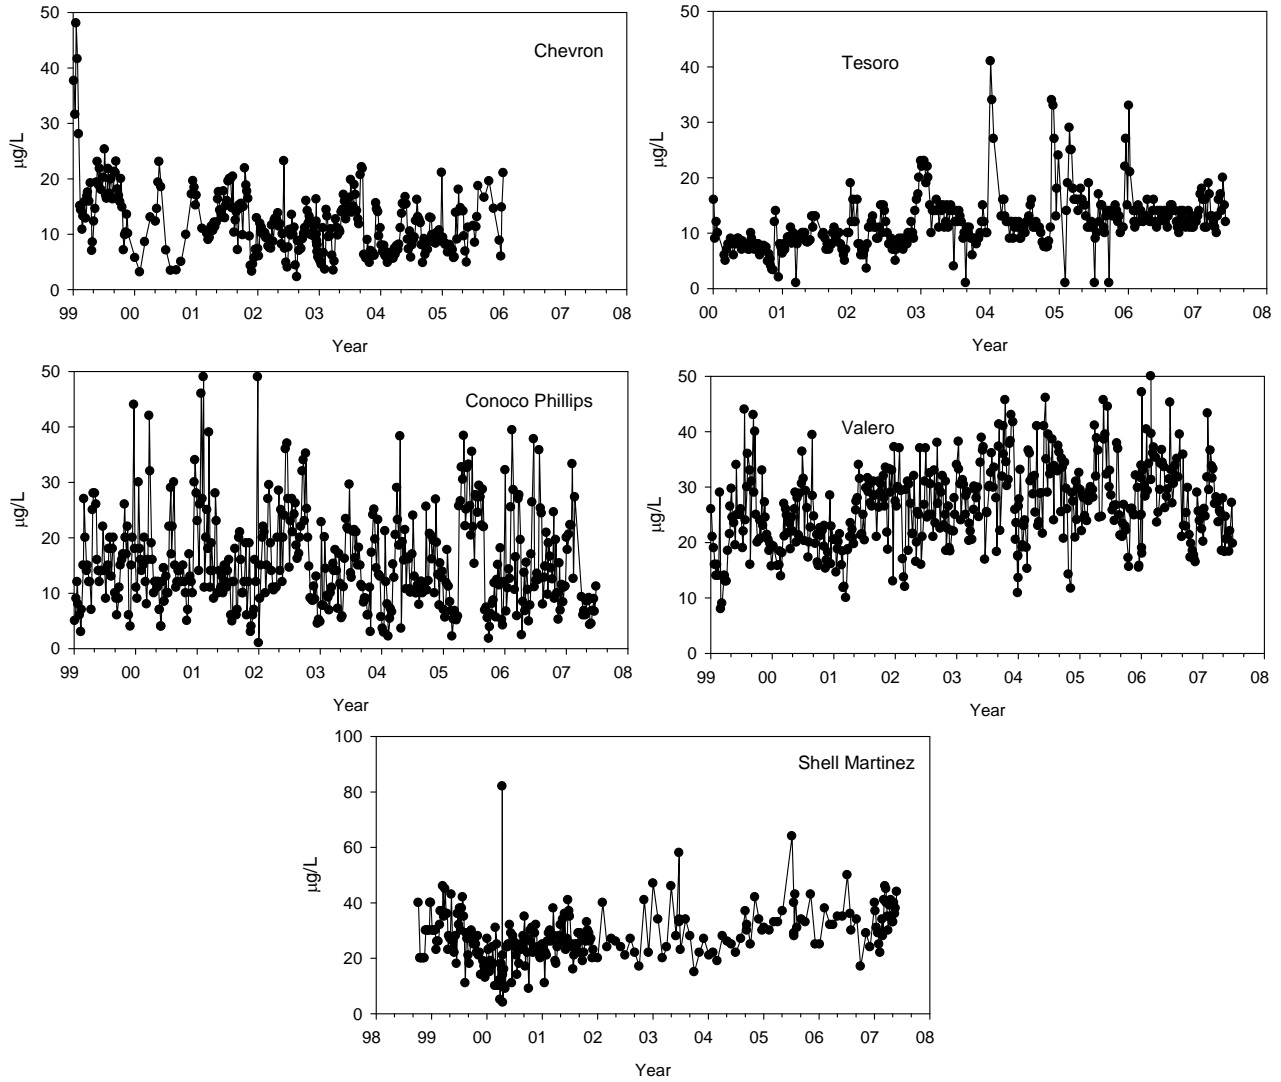 50
40
30
20
10
0
µg/L
Chevron
99 00 01 02 03 04 05 06 07 08
Year
50
40
30
20
10
0
µg/L
Tesoro
00 01 02 03 04 05 06 07 08
Year
50
40
30
20
10
0
µg/L
Conoco Phillips
99 00 01 02 03 04 05 06 07 08
Year
50
40
30
20
10
0
µg/L
Valero
99 00 01 02 03 04 05 06 07 08
Year
100
80
60
40
20
0
µg/L
Shell Martinez
98 99 00 01 02 03 04 05 06 07 08
Year